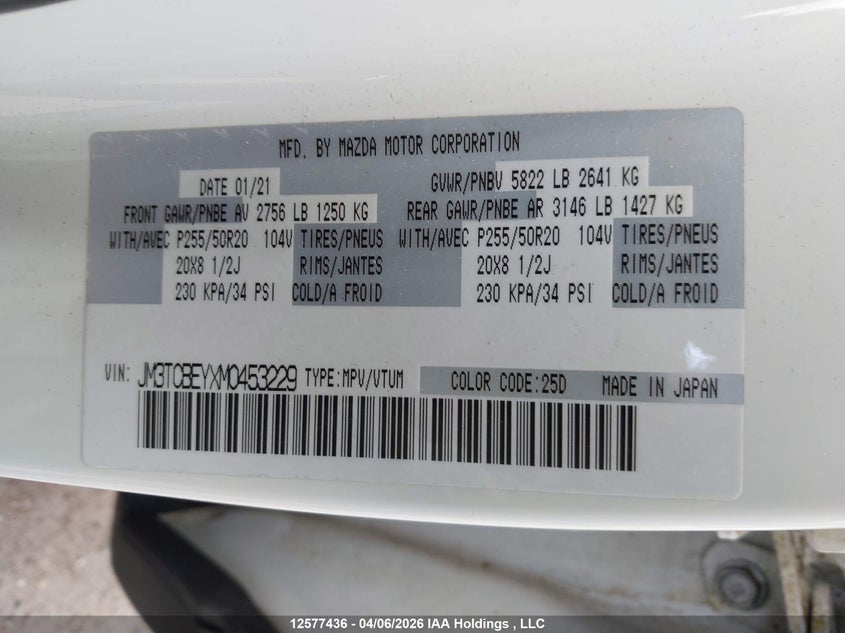 MFD. BY MAZDA MOTOR CORPORATION
DATE 01/21 GVWR/PNBV 5822 LB 2641 KG
FRONT GAWR/PNBE AV 2756 LB 1250 KG REAR GAWR/PNBE AR 3146 LB 1427 KG
WITH/AVEC P255/50R20 104V TIRES/PNEUS WITH/AVEC P255/50R20 104V TIRES/PNEUS
20X8 1/2J RIMS/JANTES 20X8 1/2J RIMS/JANTES
230 KPA/34 PSI COLD/A FROID 230 KPA/34 PSI COLD/A FROID
VIN: JM3TCBEYXM0453229 TYPE:MPV/VTUM COLOR CODE:25D MADE IN JAPAN
12577436 - 04/06/2026 IAA Holdings , LLC